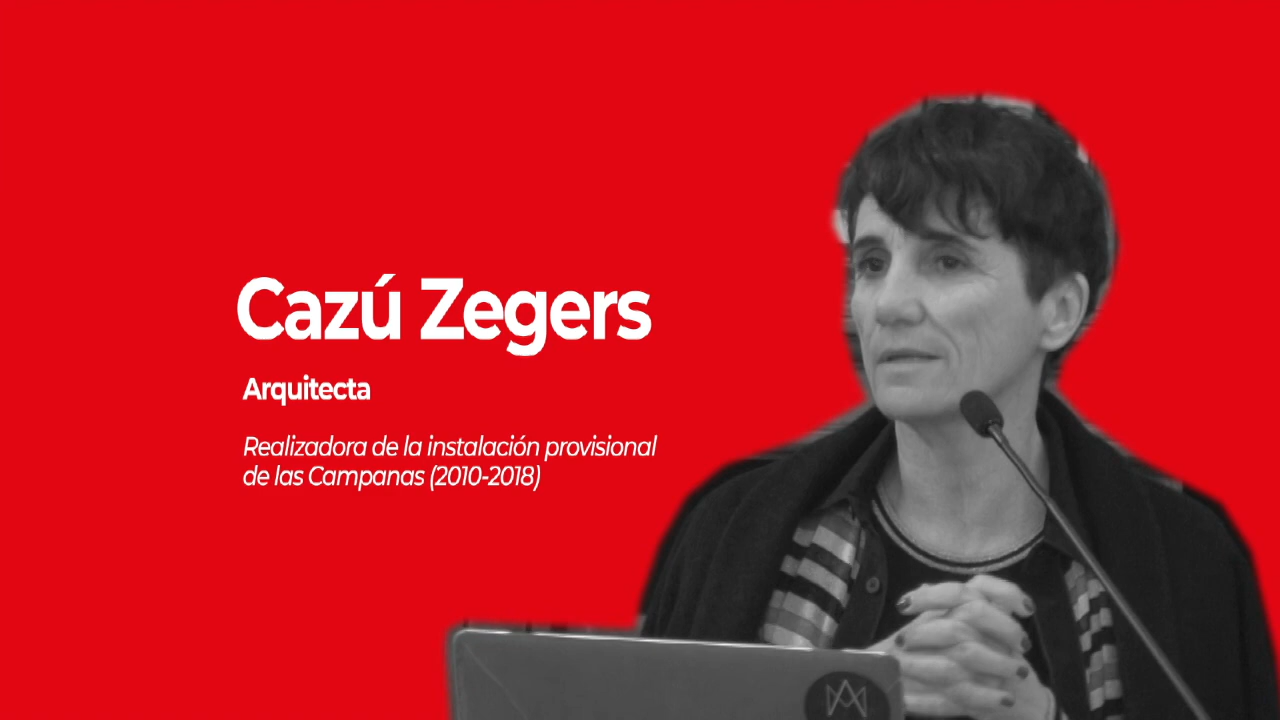 Cazú Zegers
Arquitecta
Realizadora de la instalación provisional
de las Campanas (2010-2018)